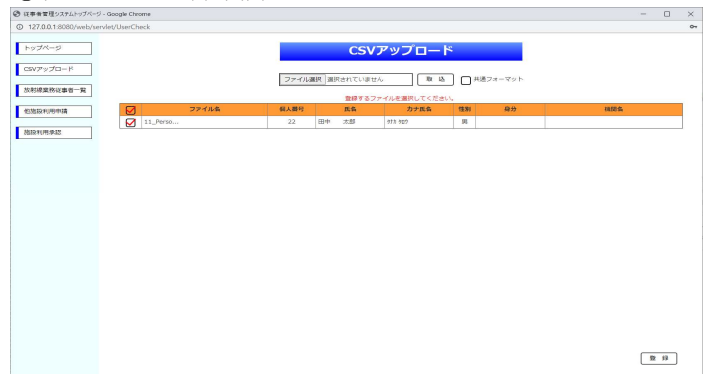 従事者管理システムトップページ - Google Chrome
127.0.0.1:8080/web/servlet/UserCheck
トップページ
CSVアップロード
放射線業務従事者一覧
他施設利用申請
施設利用承認
CSVアップロード
ファイル選択 選択されていません 取 込 共通フォーマット
登録するファイルを選択してください。
ファイル名 個人番号 氏名 カナ氏名 性別 身分 機関名
11_Perso... 22 田中 太郎 ﾀﾅｶ ﾀﾛｳ 男
登 録